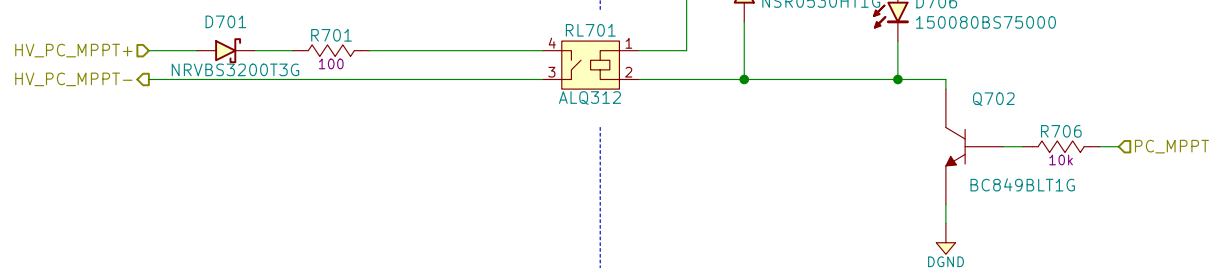 NSR0530HT1G
D706
150080BS75000
D701
RL701
HV_PC_MPPT+
R701
100
4
1
NRVBS3200T3G
HV_PC_MPPT-
3
2
ALQ312
Q702
R706
10k
PC_MPPT
BC849BLT1G
DGND